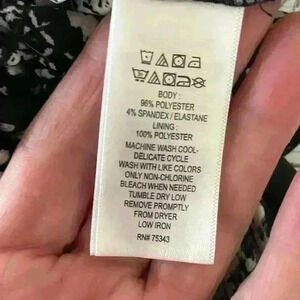 BODY :
96% POLYESTER
4% SPANDEX / ELASTANE
LINING :
100% POLYESTER
MACHINE WASH COOL-
DELICATE CYCLE
WASH WITH LIKE COLORS
ONLY NON-CHLORINE
BLEACH WHEN NEEDED
TUMBLE DRY LOW
REMOVE PROMPTLY
FROM DRYER
LOW IRON
RN# 75343